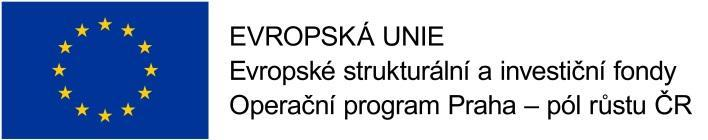 EVROPSKÁ UNIE
Evropské strukturální a investiční fondy
Operační program Praha – pól růstu ČR